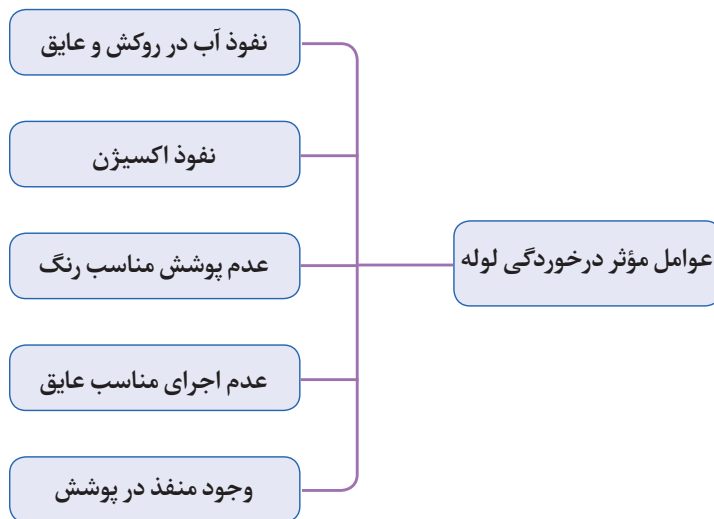 عوامل مؤثر درخوردگی لوله
نفوذ آب در روکش و عایق
نفوذ اکسیژن
عدم پوشش مناسب رنگ
عدم اجرای مناسب عایق
وجود منفذ در پوشش